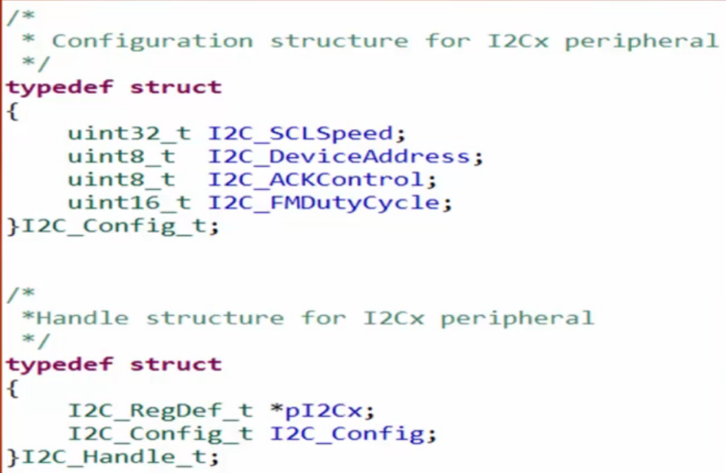 /*
 * Configuration structure for I2Cx peripheral
 */
typedef struct
{
    uint32_t I2C_SCLSpeed;
    uint8_t  I2C_DeviceAddress;
    uint8_t  I2C_ACKControl;
    uint16_t I2C_FMDutyCycle;
}I2C_Config_t;
/*
 *Handle structure for I2Cx peripheral
 */
typedef struct
{
    I2C_RegDef_t *pI2Cx;
    I2C_Config_t I2C_Config;
}I2C_Handle_t;